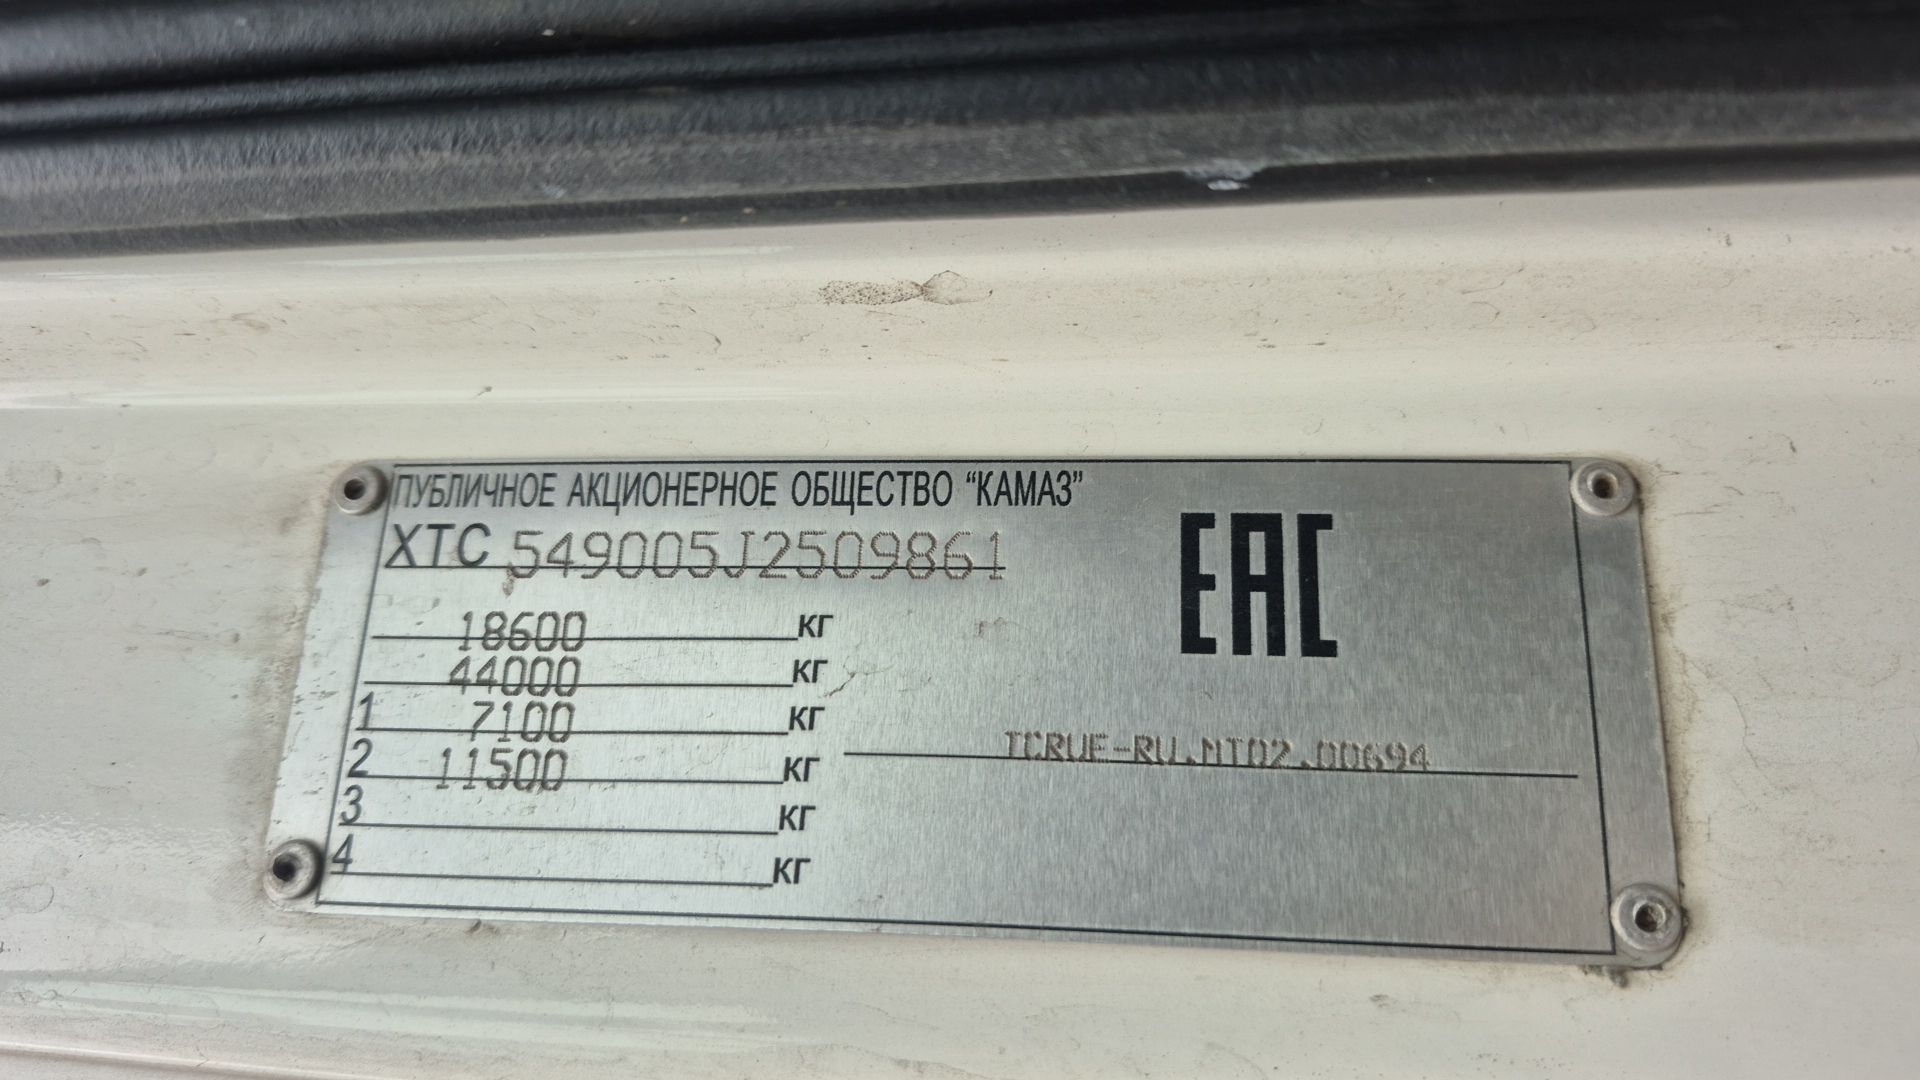 ПУБЛИЧНОЕ АКЦИОНЕРНОЕ ОБЩЕСТВО “КАМАЗ”
XTC 549005J2509861
EAC
18600 кг
44000 кг
1 7100 кг
2 11500 кг
TCRUE-RU.MT02.00694
3 кг
4 кг